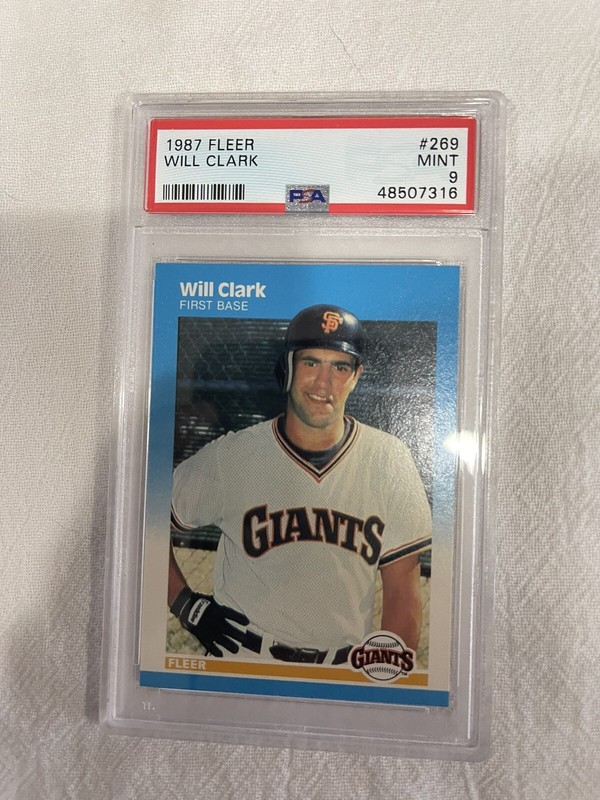 1987 FLEER #269
WILL CLARK MINT
9
PSA 48507316
Will Clark
FIRST BASE
SF
GIANTS
GIANTS
FLEER